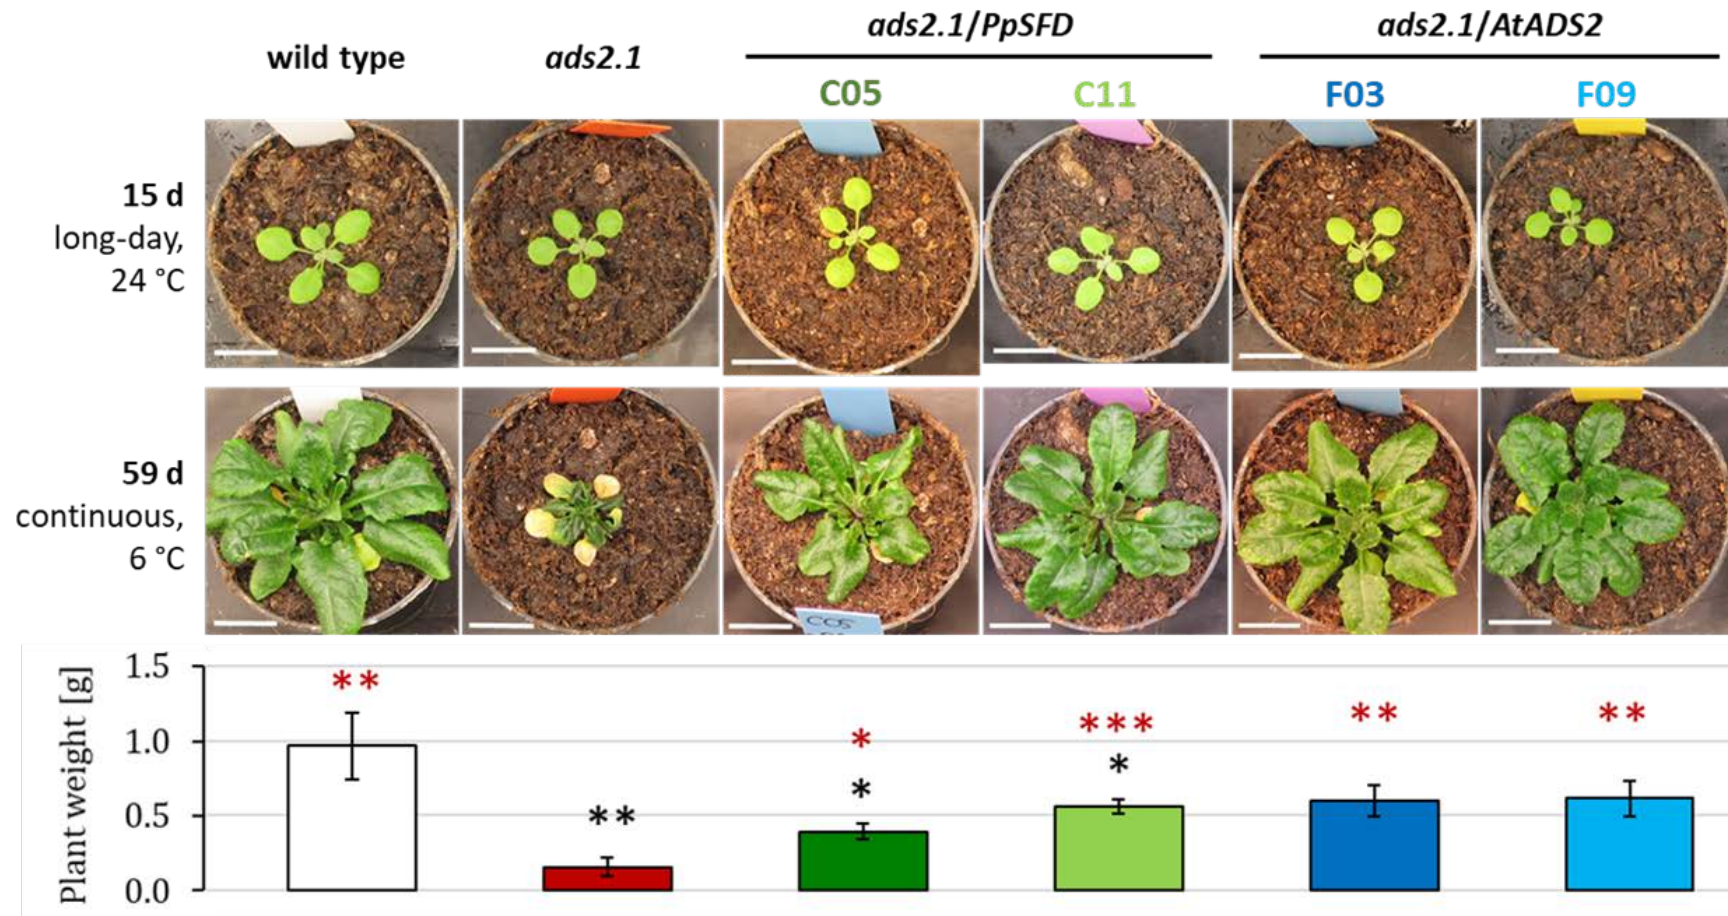 ads2.1/PpSFD
ads2.1/AtADS2
wild type
ads2.1
C05
C11
F03
F09
15 d
long-day,
24 °C
59 d
continuous,
6 °C
C05
Plant weight [g]
1.5
1.0
0.5
0.0
**
**
*
*
***
*
**
**